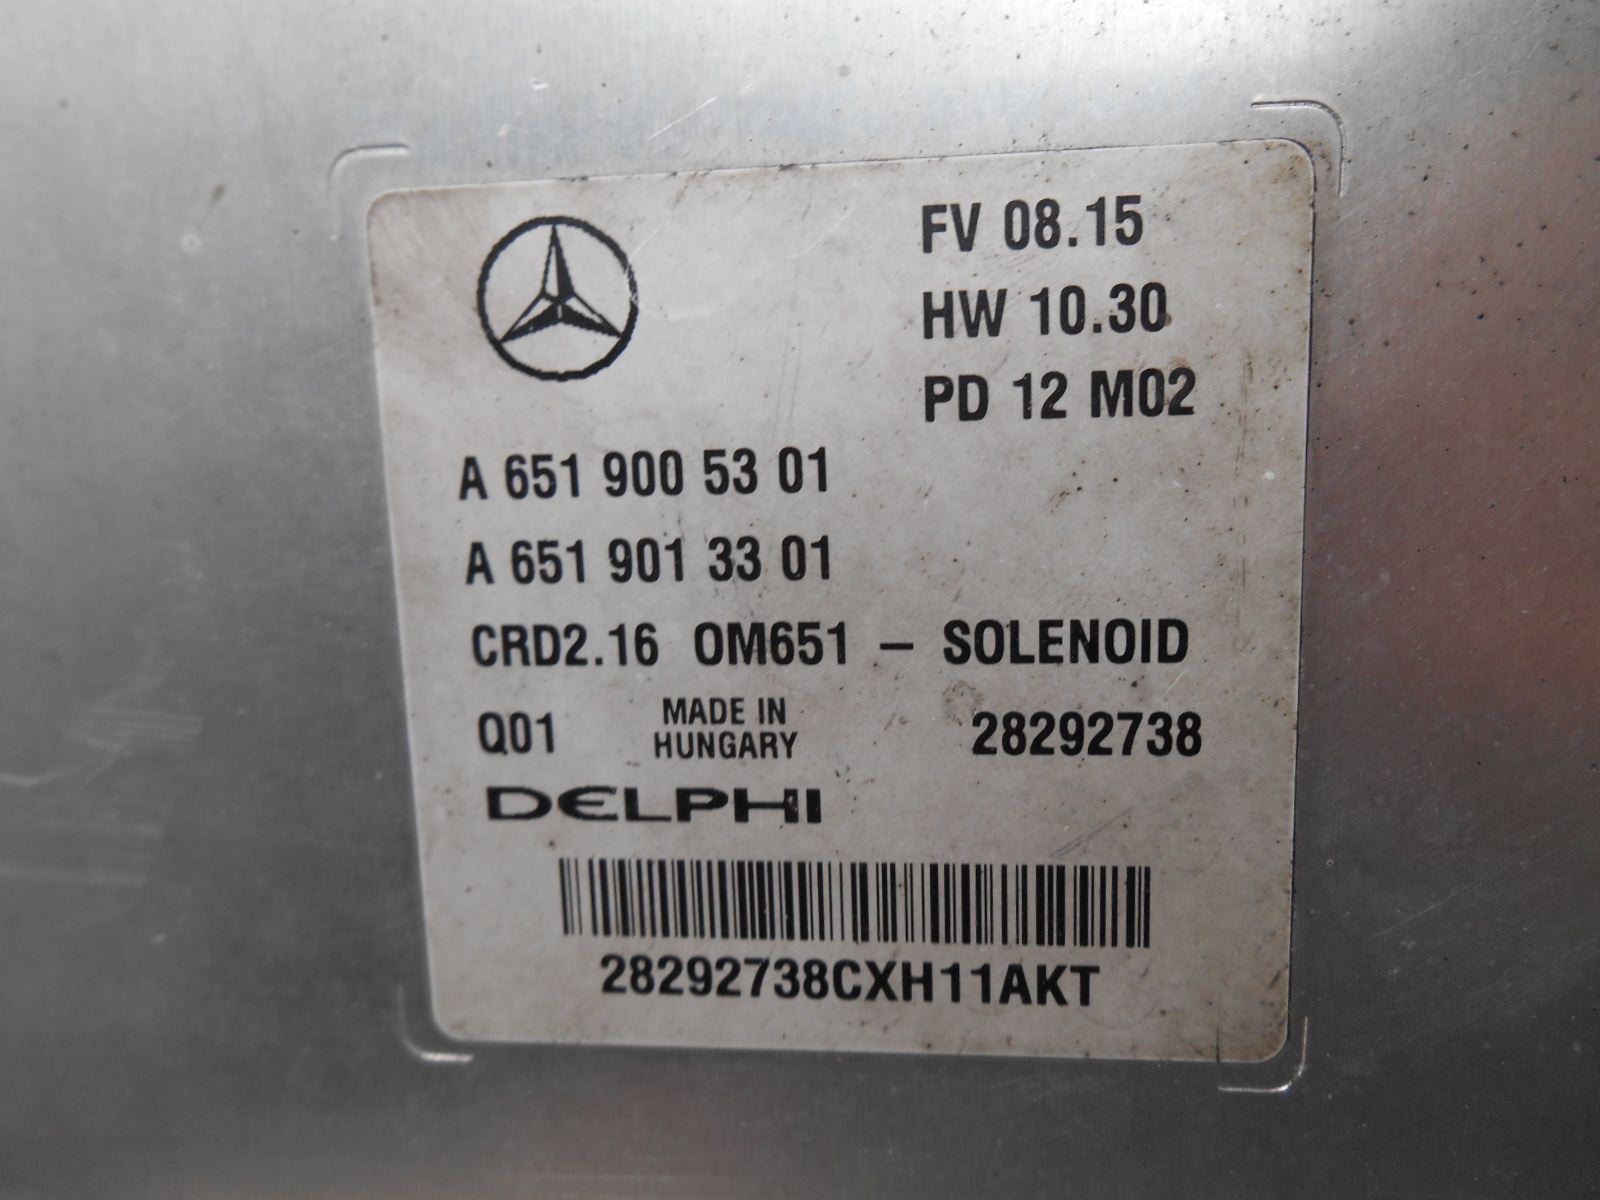 FV 08.15
HW 10.30
PD 12 M02
A 651 900 53 01
A 651 901 33 01
CRD2.16 OM651 – SOLENOID
Q01 MADE IN HUNGARY 28292738
DELPHI
28292738CXH11AKT